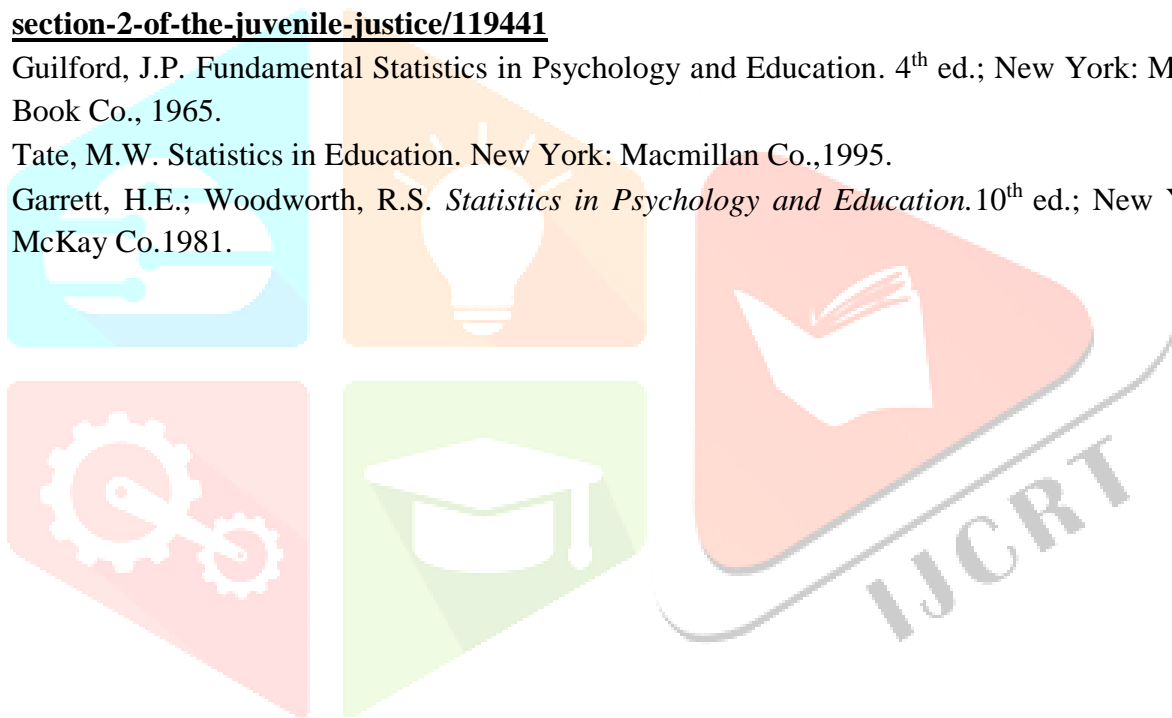 section-2-of-the-juvenile-justice/119441
Guilford, J.P. Fundamental Statistics in Psychology and Education. 4th ed.; New York: M
Book Co., 1965.
Tate, M.W. Statistics in Education. New York: Macmillan Co.,1995.
Garrett, H.E.; Woodworth, R.S. Statistics in Psychology and Education.10th ed.; New Y
McKay Co.1981.
IJCRT